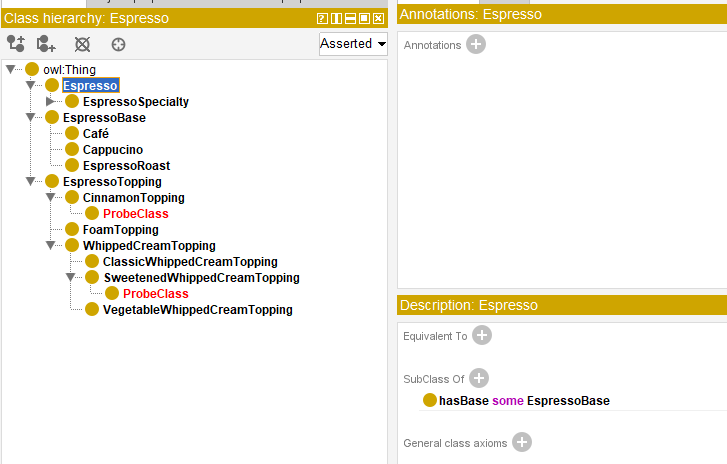 Class hierarchy: Espresso
Asserted
owl:Thing
Espresso
EspressoSpecialty
EspressoBase
Café
Cappucino
EspressoRoast
EspressoTopping
CinnamonTopping
ProbeClass
FoamTopping
WhippedCreamTopping
ClassicWhippedCreamTopping
SweetenedWhippedCreamTopping
ProbeClass
VegetableWhippedCreamTopping
Annotations: Espresso
Annotations
Description: Espresso
Equivalent To
SubClass Of
hasBase some EspressoBase
General class axioms